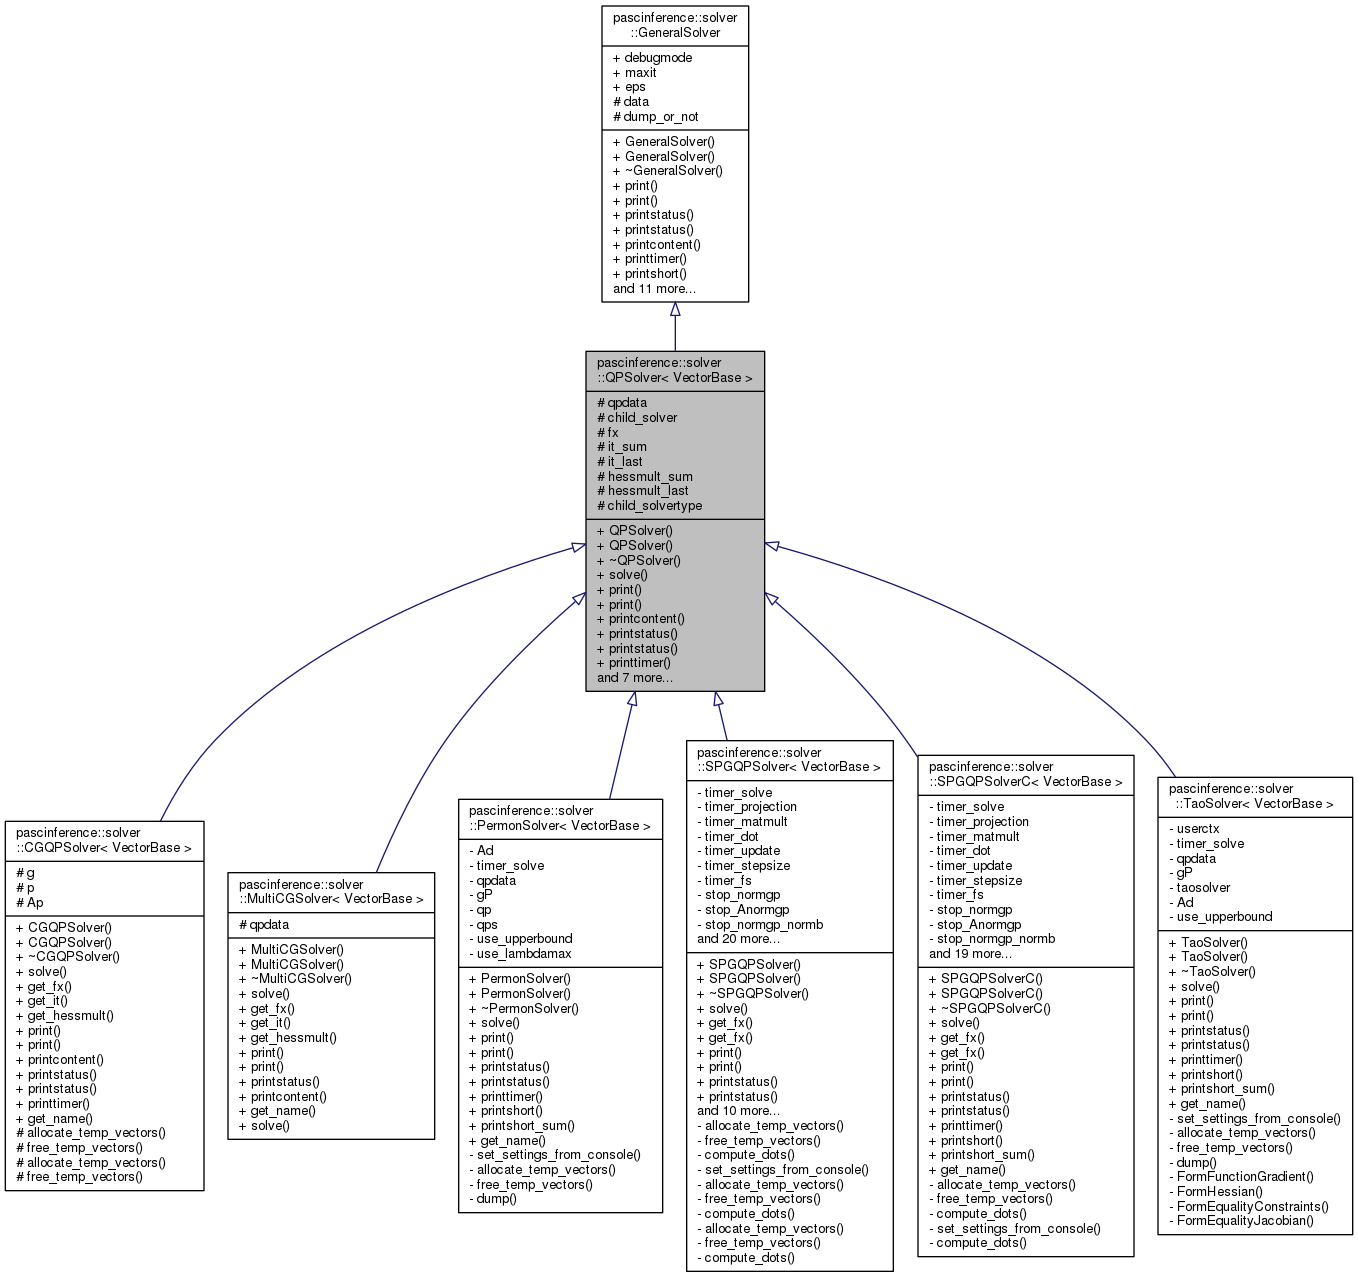 pascinference::solver
::GeneralSolver
+ debugmode
+ maxit
+ eps
# data
# dump_or_not
+ GeneralSolver()
+ GeneralSolver()
+ ~GeneralSolver()
+ print()
+ print()
+ printstatus()
+ printstatus()
+ printcontent()
+ printtimer()
+ printshort()
and 11 more...
pascinference::solver
::QPSolver< VectorBase >
# qpdata
# child_solver
# fx
# it_sum
# it_last
# hessmult_sum
# hessmult_last
# child_solvertype
+ QPSolver()
+ QPSolver()
+ ~QPSolver()
+ solve()
+ print()
+ print()
+ printcontent()
+ printstatus()
+ printstatus()
+ printtimer()
and 7 more...
pascinference::solver
::CGQPSolver< VectorBase >
# g
# p
# Ap
+ CGQPSolver()
+ CGQPSolver()
+ ~CGQPSolver()
+ solve()
+ get_fx()
+ get_it()
+ get_hessmult()
+ print()
+ print()
+ printcontent()
+ printstatus()
+ printstatus()
+ printtimer()
+ get_name()
# allocate_temp_vectors()
# free_temp_vectors()
# allocate_temp_vectors()
# free_temp_vectors()
pascinference::solver
::MultiCGSolver< VectorBase >
# qpdata
+ MultiCGSolver()
+ MultiCGSolver()
+ ~MultiCGSolver()
+ solve()
+ get_fx()
+ get_it()
+ get_hessmult()
+ print()
+ print()
+ printstatus()
+ printcontent()
+ get_name()
+ solve()
pascinference::solver
::PermonSolver< VectorBase >
- Ad
- timer_solve
- qpdata
- gP
- qp
- qps
- use_upperbound
- use_lambdamax
+ PermonSolver()
+ PermonSolver()
+ ~PermonSolver()
+ solve()
+ print()
+ print()
+ printstatus()
+ printstatus()
+ printtimer()
+ printshort()
+ printshort_sum()
+ get_name()
- set_settings_from_console()
- allocate_temp_vectors()
- free_temp_vectors()
- dump()
pascinference::solver
::SPGQPSolver< VectorBase >
- timer_solve
- timer_projection
- timer_matmult
- timer_dot
- timer_update
- timer_stepsize
- timer_fs
- stop_normgp
- stop_Anormgp
- stop_normgp_normb
and 20 more...
+ SPGQPSolver()
+ SPGQPSolver()
+ ~SPGQPSolver()
+ solve()
+ get_fx()
+ get_fx()
+ print()
+ print()
+ printstatus()
+ printstatus()
and 10 more...
- allocate_temp_vectors()
- free_temp_vectors()
- compute_dots()
- set_settings_from_console()
- allocate_temp_vectors()
- free_temp_vectors()
- compute_dots()
- allocate_temp_vectors()
- free_temp_vectors()
- compute_dots()
pascinference::solver
::SPGQPSolverC< VectorBase >
- timer_solve
- timer_projection
- timer_matmult
- timer_dot
- timer_update
- timer_stepsize
- timer_fs
- stop_normgp
- stop_Anormgp
- stop_normgp_normb
and 19 more...
+ SPGQPSolverC()
+ SPGQPSolverC()
+ ~SPGQPSolverC()
+ solve()
+ get_fx()
+ get_fx()
+ print()
+ print()
+ printstatus()
+ printstatus()
+ printtimer()
+ printshort()
+ printshort_sum()
+ get_name()
- allocate_temp_vectors()
- free_temp_vectors()
- compute_dots()
- set_settings_from_console()
- compute_dots()
pascinference::solver
::TaoSolver< VectorBase >
- userctx
- timer_solve
- qpdata
- gP
- taosolver
- Ad
- use_upperbound
+ TaoSolver()
+ TaoSolver()
+ ~TaoSolver()
+ solve()
+ print()
+ print()
+ printstatus()
+ printstatus()
+ printtimer()
+ printshort()
+ printshort_sum()
+ get_name()
- set_settings_from_console()
- allocate_temp_vectors()
- free_temp_vectors()
- dump()
- FormFunctionGradient()
- FormHessian()
- FormEqualityConstraints()
- FormEqualityJacobian()